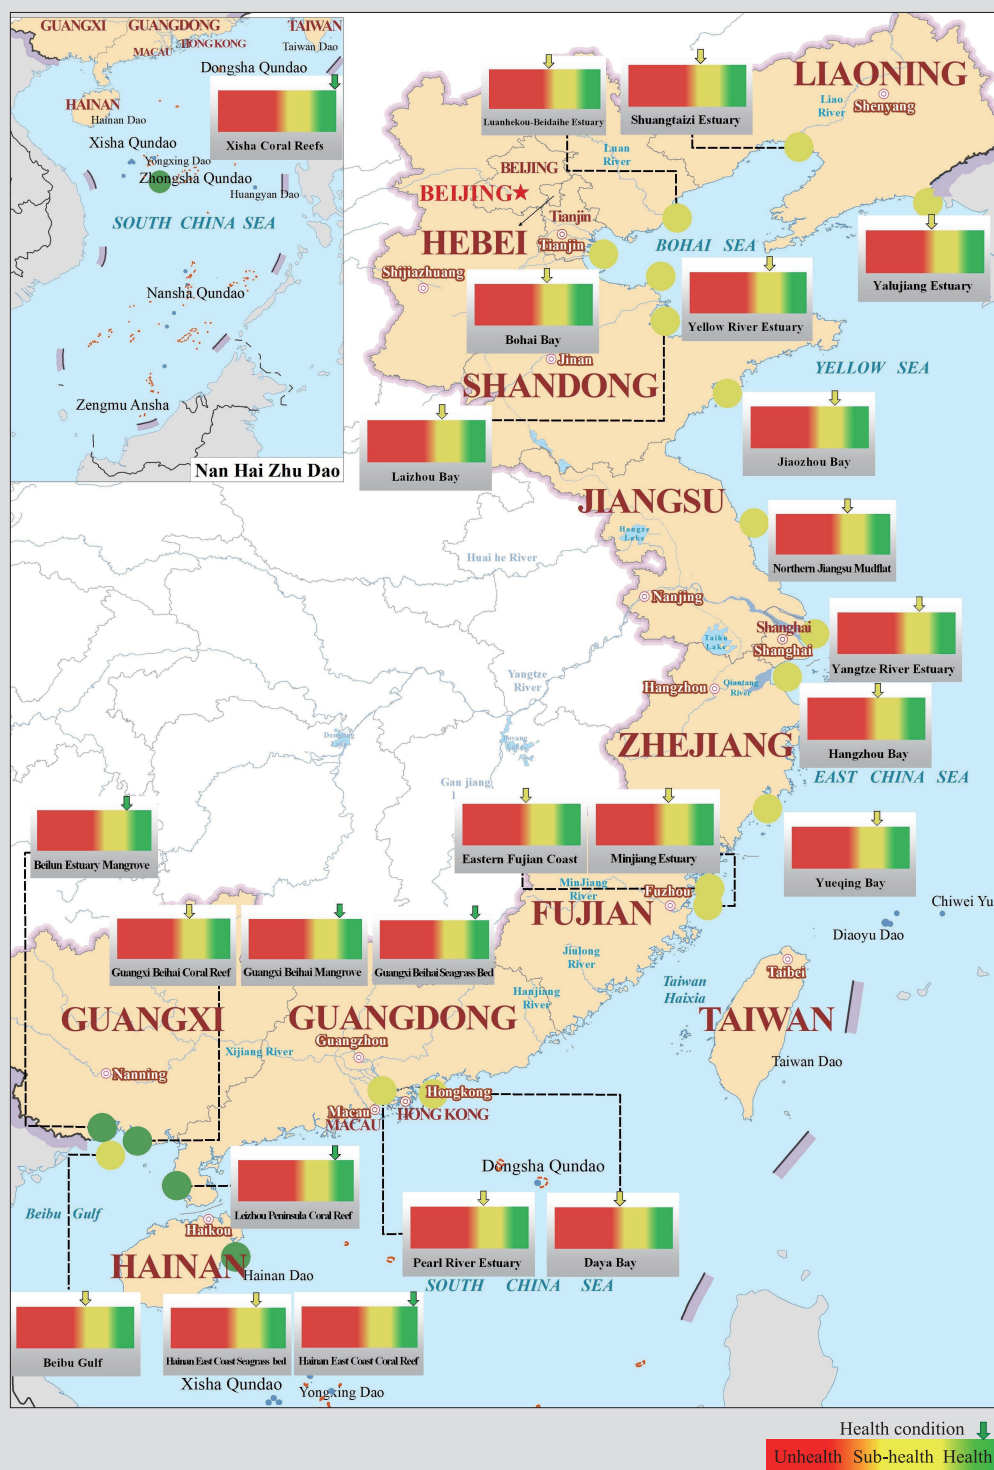 GUANGXI
GUANGDONG
TAIWAN
MACAU
HONG KONG
Taiwan Dao
Dongsha Qundao
HAINAN
Hainan Dao
Xisha Coral Reefs
Xisha Qundao
Yongxing Dao
Zhongsha Qundao
Huangyan Dao
SOUTH CHINA SEA
Nansha Qundao
Zengmu Ansha
Nan Hai Zhu Dao
Luanhekou-Beidaihe Estuary
Shuangtaizi Estuary
LIAONING
Shenyang
Liao
River
Luan
River
BEIJING
BEIJING
Tianjin
Tianjin
HEBEI
BOHAI SEA
Shijiazhuang
Yalujiang Estuary
Bohai Bay
Yellow River Estuary
Jinan
SHANDONG
YELLOW SEA
Laizhou Bay
Jiaozhou Bay
JIANGSU
Hongze
Lake
Northern Jiangsu Mudflat
Huai he River
Nanjing
Shanghai
Shanghai
Taihu
Lake
Yangtze River Estuary
Yangtze
River
Hangzhou
Qiantang
River
ZHEJIANG
Hangzhou Bay
EAST CHINA SEA
Dongting
Lake
Poyang
Lake
Gan jiang
Beilun Estuary Mangrove
Eastern Fujian Coast
Minjiang Estuary
Yueqing Bay
MinJiang
River
Fuzhou
FUJIAN
Chiwei Yu
Diaoyu Dao
Guangxi Beihai Coral Reef
Guangxi Beihai Mangrove
Guangxi Beihai Seagrass Bed
Jiulong
River
Hanjiang
River
Taiwan
Haixia
Taibei
TAIWAN
Taiwan Dao
GUANGXI
GUANGDONG
Guangzhou
Xijiang River
Nanning
Hongkong
Macau
MACAU
HONG KONG
Dongsha Qundao
Beibu Gulf
Leizhou Peninsula Coral Reef
Haikou
HAINAN
Hainan Dao
Pearl River Estuary
Daya Bay
SOUTH CHINA SEA
Beibu Gulf
Hainan East Coast Seagrass bed
Hainan East Coast Coral Reef
Xisha Qundao
Yongxing Dao
Health condition
Unhealth Sub-health Health